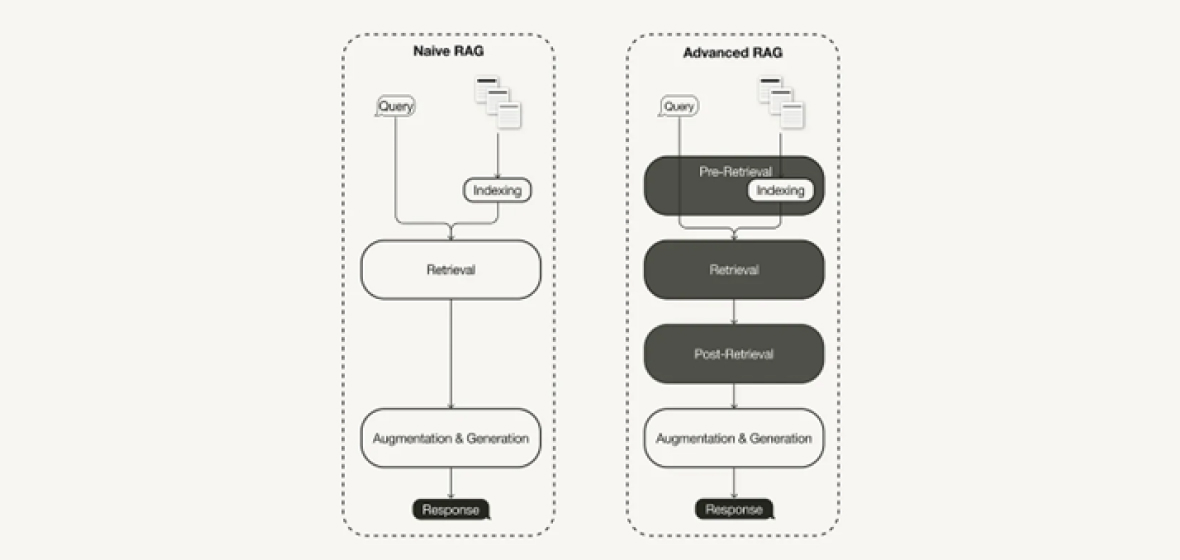 Naive RAG
Query
Indexing
Retrieval
Augmentation & Generation
Response
Advanced RAG
Query
Pre-Retrieval
Indexing
Retrieval
Post-Retrieval
Augmentation & Generation
Response